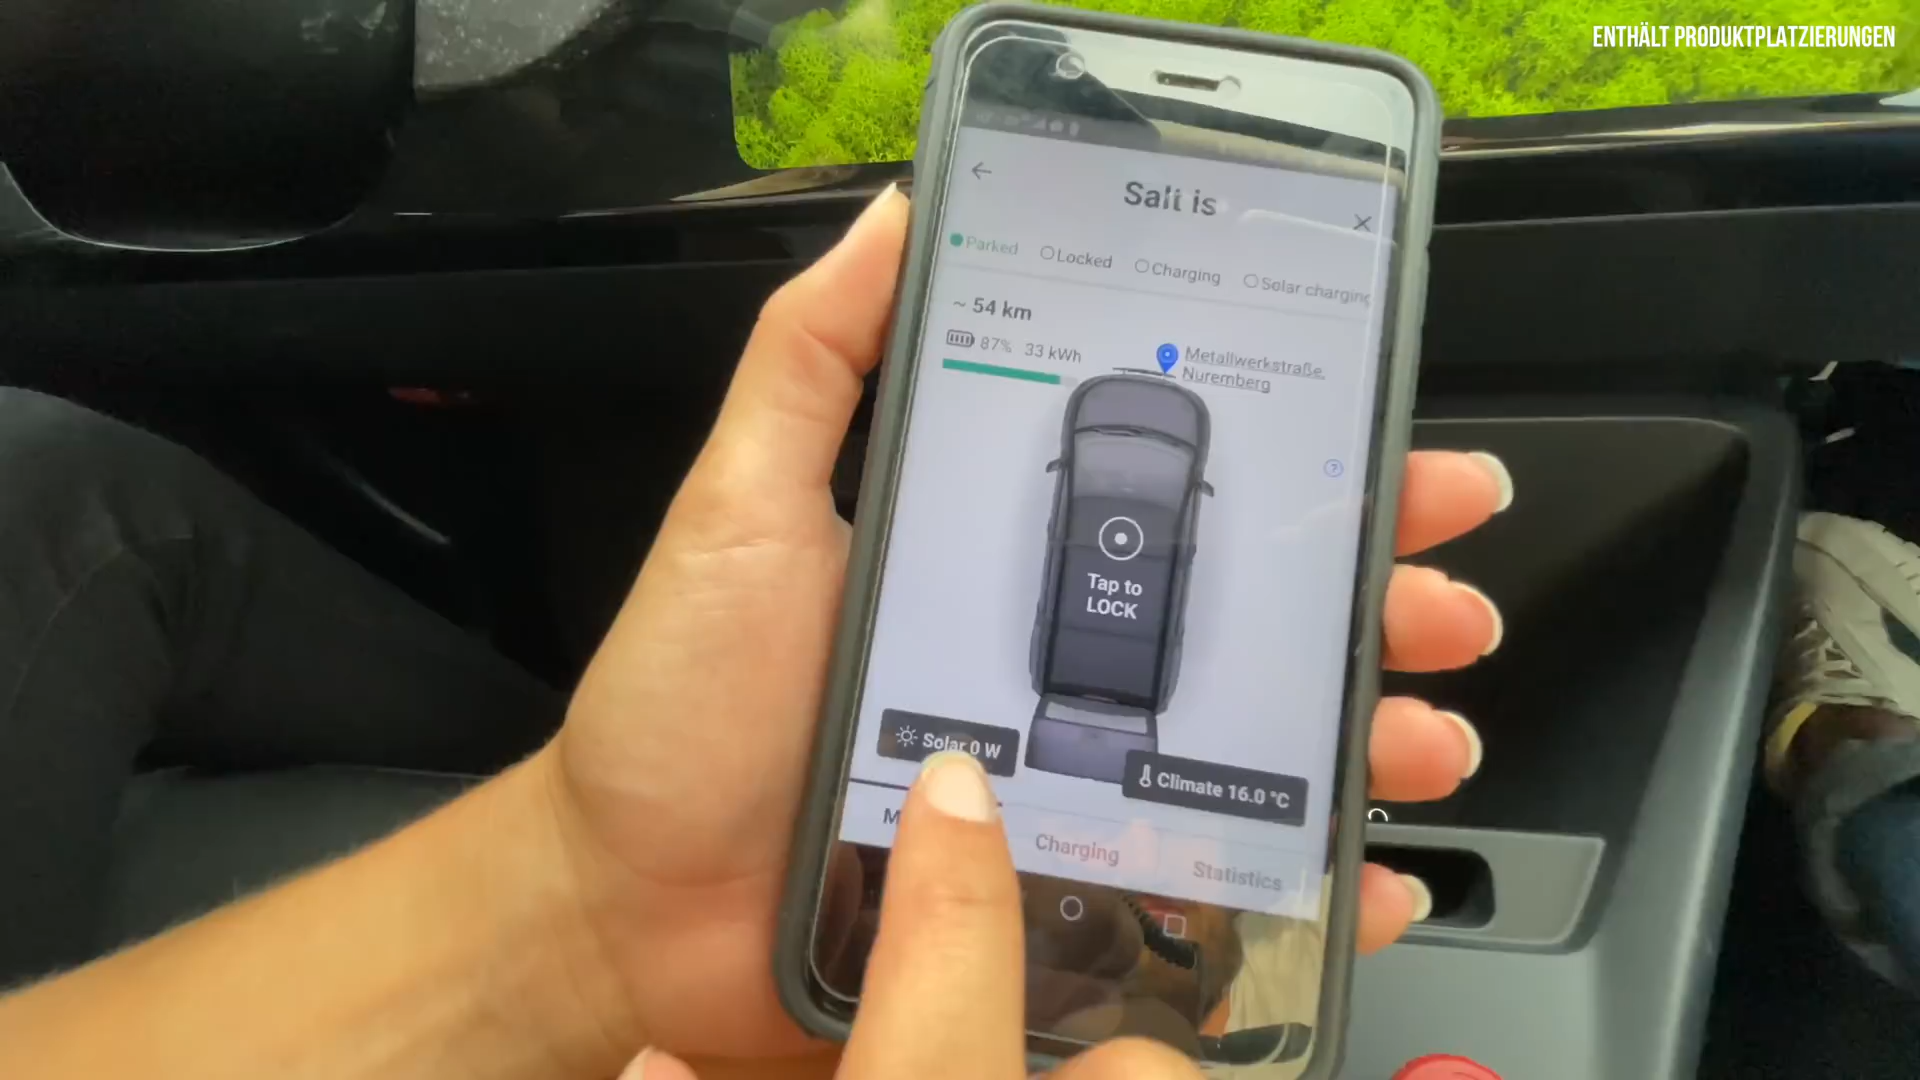 ENTHÄLT PRODUKTPLATZIERUNGEN
Salt is
Parked
Locked
Charging
Solar charging
~ 54 km
87% 33 kWh
Metallwerkstraße,
Nuremberg
?
Tap to
LOCK
Solar 0 W
Climate 16.0 °C
Charging
Statistics